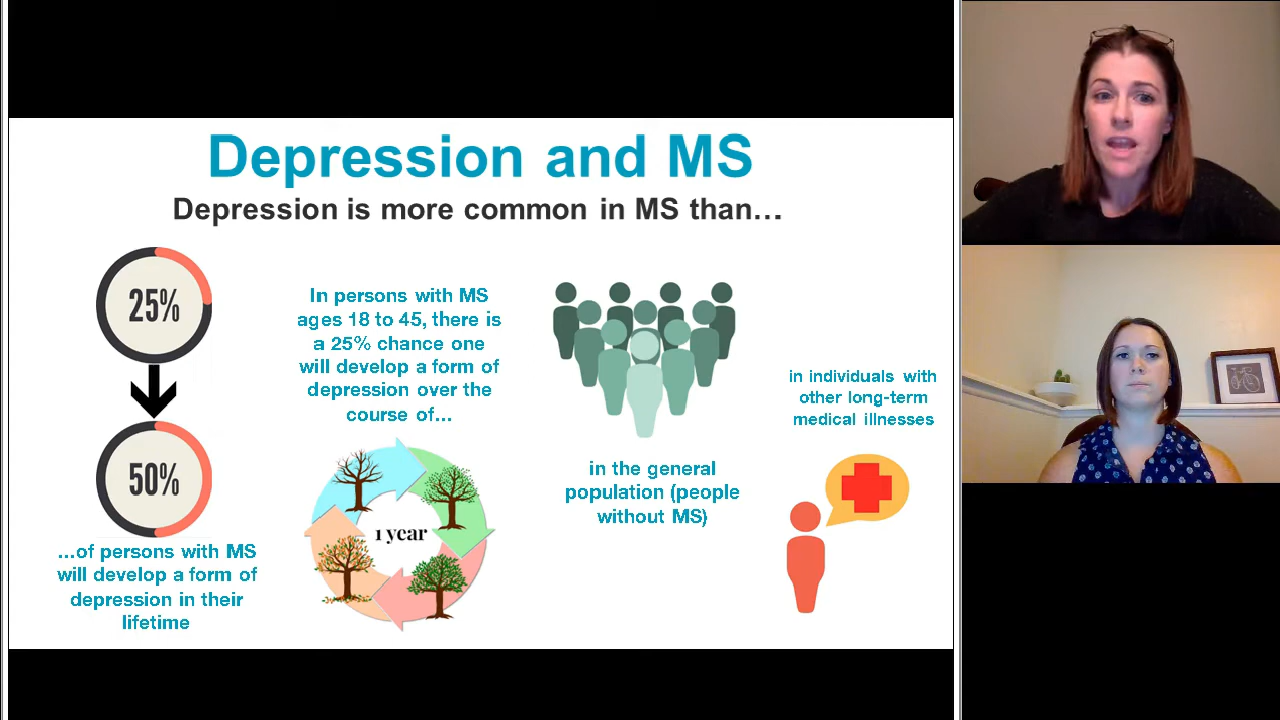 Depression and MS
Depression is more common in MS than...
25%
50%
...of persons with MS
will develop a form of
depression in their
lifetime
In persons with MS
ages 18 to 45, there is
a 25% chance one
will develop a form of
depression over the
course of...
1 year
in the general
population (people
without MS)
in individuals with
other long-term
medical illnesses